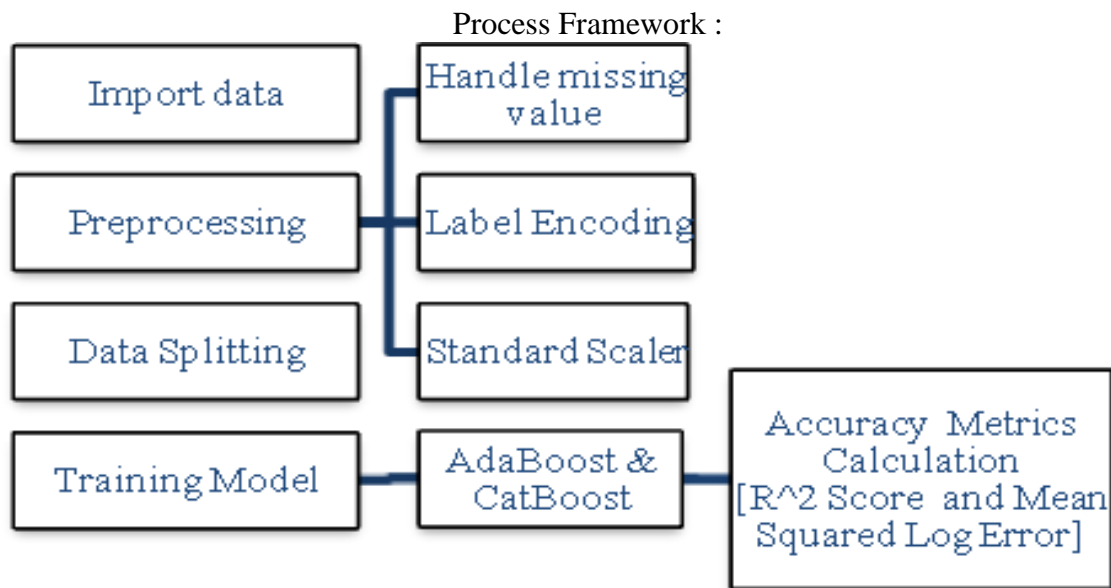 Process Framework :
Import data
Handle missing
value
Preprocessing
Label Encoding
Data Splitting
Standard Scaler
Training Model
AdaBoost &
CatBoost
Accuracy Metrics
Calculation
[R^2 Score and Mean
Squared Log Error]